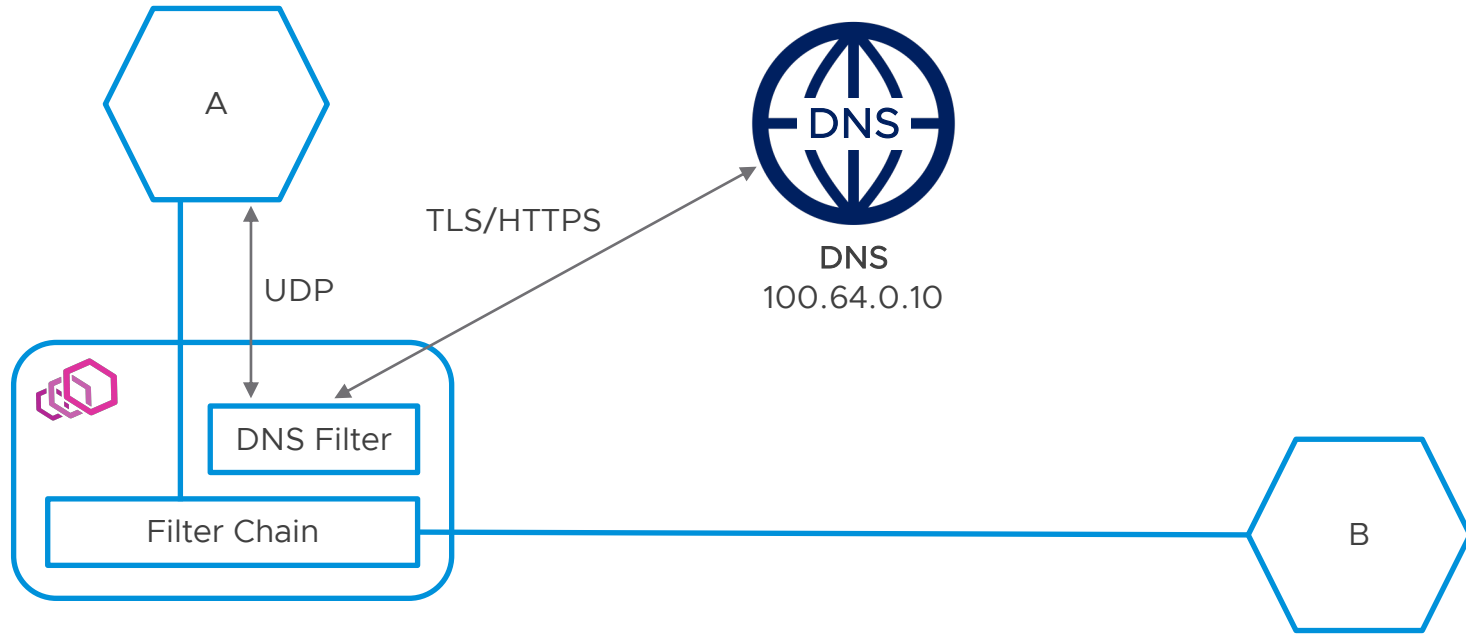 A
DNS
TLS/HTTPS
DNS
100.64.0.10
UDP
DNS Filter
Filter Chain
B